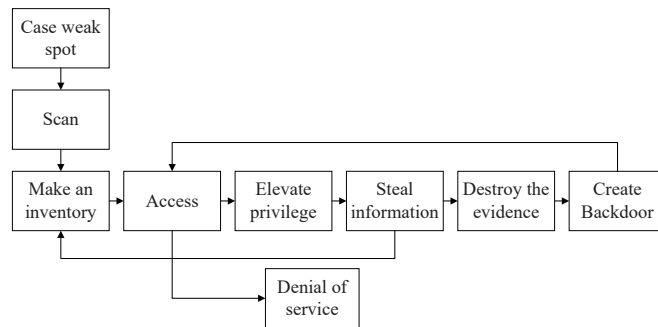 Case weak
spot
Scan
Make an
inventory
Access
Elevate
privilege
Steal
information
Destroy the
evidence
Create
Backdoor
Denial of
service